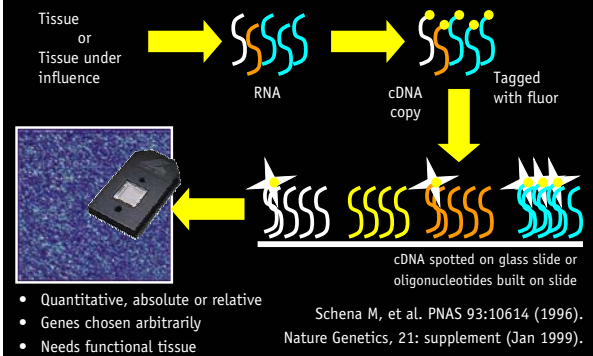 Tissue
or
Tissue under
influence
RNA
cDNA
copy
Tagged
with fluor
cDNA spotted on glass slide or
oligonucleotides built on slide
• Quantitative, absolute or relative
• Genes chosen arbitrarily
• Needs functional tissue
Schena M, et al. PNAS 93:10614 (1996).
Nature Genetics, 21: supplement (Jan 1999).